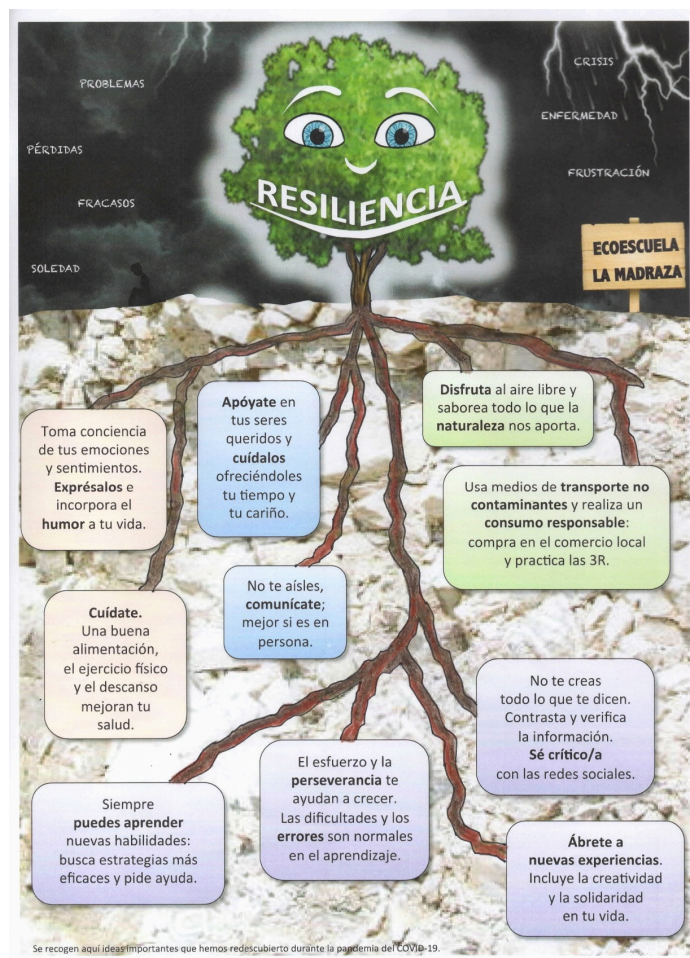 PROBLEMAS
PÉRDIDAS
FRACASOS
SOLEDAD
CRISIS
ENFERMEDAD
FRUSTRACIÓN
RESILIENCIA
ECOESCUELA
LA MADRAZA
Toma conciencia
de tus emociones
y sentimientos.
Exprésalos e
incorpora el
humor a tu vida.
Apóyate en
tus seres
queridos y
cuídalos
ofreciéndoles
tu tiempo y
tu cariño.
Disfruta al aire libre y
saborea todo lo que la
naturaleza nos aporta.
Usa medios de transporte no
contaminantes y realiza un
consumo responsable:
compra en el comercio local
y practica las 3R.
No te aísles,
comunícate;
mejor si es en
persona.
Cuídate.
Una buena
alimentación,
el ejercicio físico
y el descanso
mejoran tu
salud.
No te creas
todo lo que te dicen.
Contrasta y verifica
la información.
Sé crítico/a
con las redes sociales.
El esfuerzo y la
perseverancia te
ayudan a crecer.
Las dificultades y los
errores son normales
en el aprendizaje.
Siempre
puedes aprender
nuevas habilidades:
busca estrategias más
eficaces y pide ayuda.
Ábrete a
nuevas experiencias.
Incluye la creatividad
y la solidaridad
en tu vida.
Se recogen aquí ideas importantes que hemos redescubierto durante la pandemia del COVID-19.